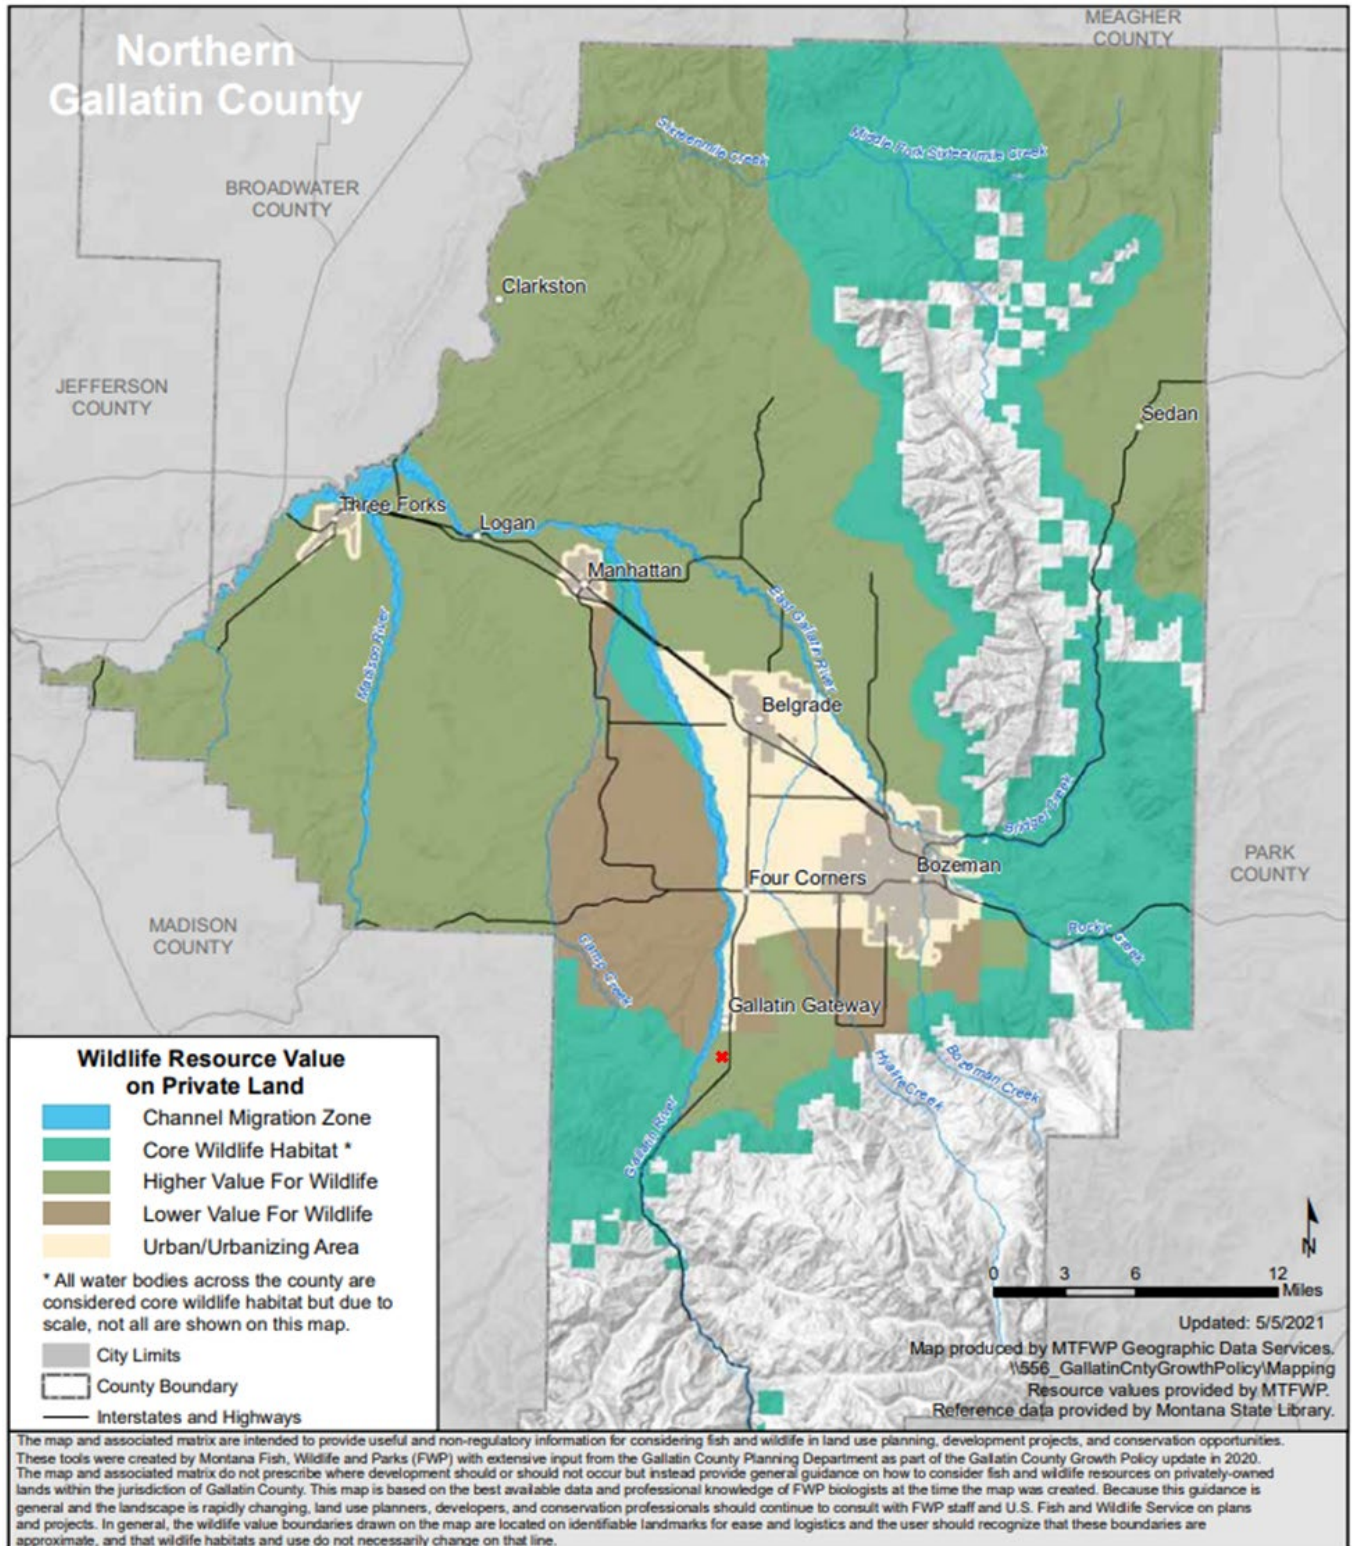 Northern
Gallatin County
MEAGHER
COUNTY
BROADWATER
COUNTY
Sixteenmile Creek
Middle Fork Sixteenmile Creek
Clarkston
JEFFERSON
COUNTY
Sedan
Three Forks
Logan
Manhattan
Madison River
East Gallatin River
Belgrade
Bridger Creek
Bozeman
Four Corners
PARK
COUNTY
MADISON
COUNTY
Camp Creek
Rocky Creek
Gallatin Gateway
Hyalite Creek
Bozeman Creek
Gallatin River
Wildlife Resource Value
on Private Land
Channel Migration Zone
Core Wildlife Habitat *
Higher Value For Wildlife
Lower Value For Wildlife
Urban/Urbanizing Area
* All water bodies across the county are
considered core wildlife habitat but due to
scale, not all are shown on this map.
City Limits
County Boundary
Interstates and Highways
N
0 3 6 12
Miles
Updated: 5/5/2021
Map produced by MTFWP Geographic Data Services.
\\556_GallatinCntyGrowthPolicy\Mapping
Resource values provided by MTFWP.
Reference data provided by Montana State Library.
The map and associated matrix are intended to provide useful and non-regulatory information for considering fish and wildlife in land use planning, development projects, and conservation opportunities.
These tools were created by Montana Fish, Wildlife and Parks (FWP) with extensive input from the Gallatin County Planning Department as part of the Gallatin County Growth Policy update in 2020.
The map and associated matrix do not prescribe where development should or should not occur but instead provide general guidance on how to consider fish and wildlife resources on privately-owned
lands within the jurisdiction of Gallatin County. This map is based on the best available data and professional knowledge of FWP biologists at the time the map was created. Because this guidance is
general and the landscape is rapidly changing, land use planners, developers, and conservation professionals should continue to consult with FWP staff and U.S. Fish and Wildlife Service on plans
and projects. In general, the wildlife value boundaries drawn on the map are located on identifiable landmarks for ease and logistics and the user should recognize that these boundaries are
approximate, and that wildlife habitats and use do not necessarily change on that line.